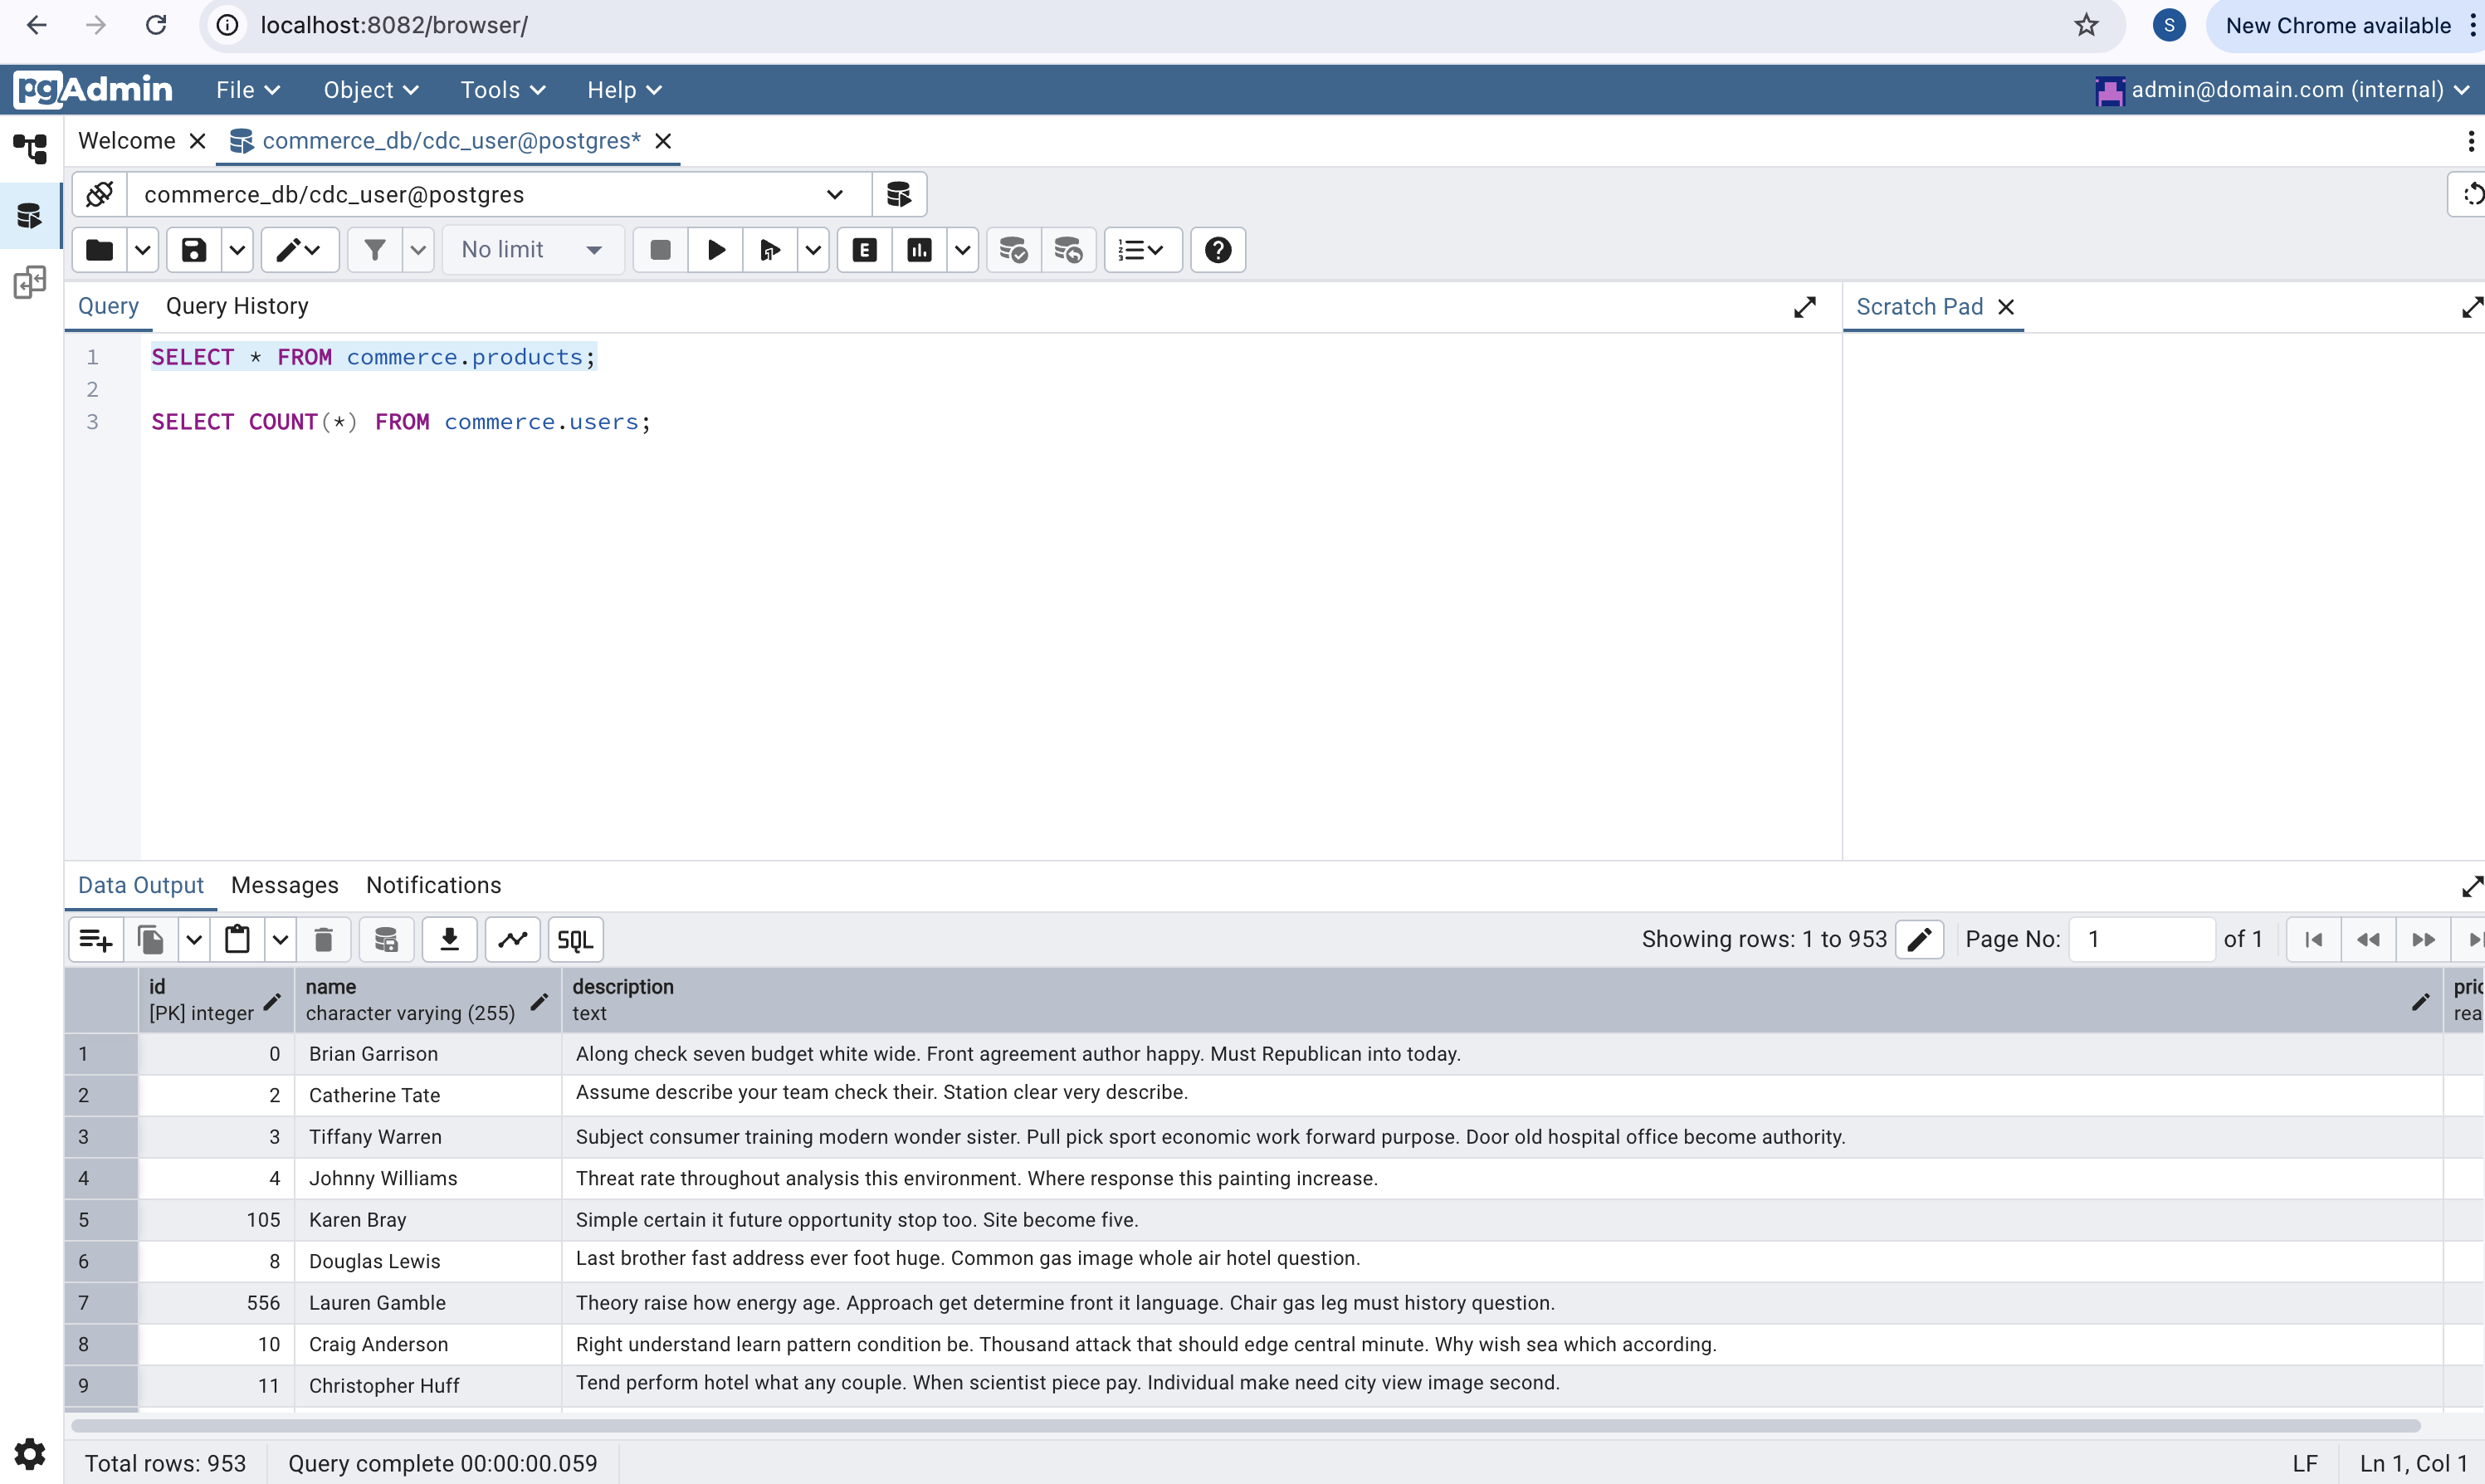 localhost:8082/browser/
S
New Chrome available
pgAdmin File Object Tools Help admin@domain.com (internal)
Welcome commerce_db/cdc_user@postgres*
commerce_db/cdc_user@postgres
No limit E
Query Query History Scratch Pad
1 SELECT * FROM commerce.products;
2
3 SELECT COUNT(*) FROM commerce.users;
Data Output Messages Notifications
SQL Showing rows: 1 to 953 Page No: 1 of 1
id name description
[PK] integer character varying (255) text
1 0 Brian Garrison Along check seven budget white wide. Front agreement author happy. Must Republican into today.
2 2 Catherine Tate Assume describe your team check their. Station clear very describe.
3 3 Tiffany Warren Subject consumer training modern wonder sister. Pull pick sport economic work forward purpose. Door old hospital office become authority.
4 4 Johnny Williams Threat rate throughout analysis this environment. Where response this painting increase.
5 105 Karen Bray Simple certain it future opportunity stop too. Site become five.
6 8 Douglas Lewis Last brother fast address ever foot huge. Common gas image whole air hotel question.
7 556 Lauren Gamble Theory raise how energy age. Approach get determine front it language. Chair gas leg must history question.
8 10 Craig Anderson Right understand learn pattern condition be. Thousand attack that should edge central minute. Why wish sea which according.
9 11 Christopher Huff Tend perform hotel what any couple. When scientist piece pay. Individual make need city view image second.
Total rows: 953 Query complete 00:00:00.059 LF Ln 1, Col 1